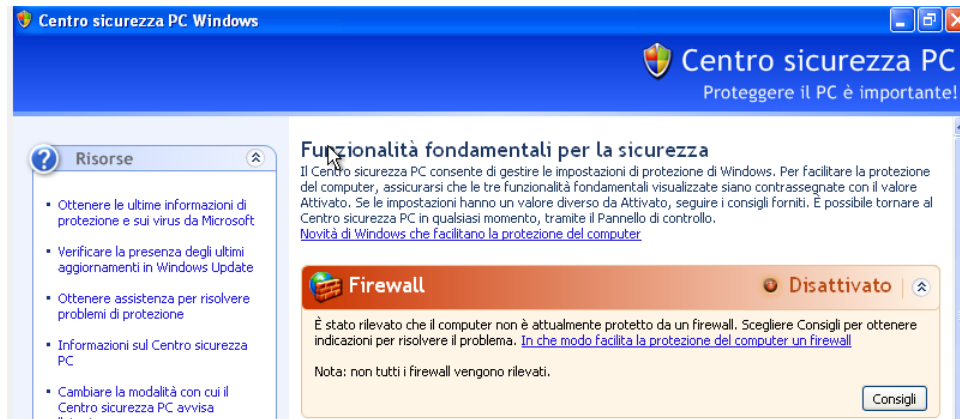 Centro sicurezza PC Windows
Centro sicurezza PC
Proteggere il PC è importante!
Risorse
Ottenere le ultime informazioni di
protezione e sui virus da Microsoft
Verificare la presenza degli ultimi
aggiornamenti in Windows Update
Ottenere assistenza per risolvere
problemi di protezione
Informazioni sul Centro sicurezza
PC
Cambiare la modalità con cui il
Centro sicurezza PC avvisa
Funzionalità fondamentali per la sicurezza
Il Centro sicurezza PC consente di gestire le impostazioni di protezione di Windows. Per facilitare la protezione
del computer, assicurarsi che le tre funzionalità fondamentali visualizzate siano contrassegnate con il valore
Attivato. Se le impostazioni hanno un valore diverso da Attivato, seguire i consigli forniti. È possibile tornare al
Centro sicurezza PC in qualsiasi momento, tramite il Pannello di controllo.
Novità di Windows che facilitano la protezione del computer
Firewall
Disattivato
È stato rilevato che il computer non è attualmente protetto da un firewall. Scegliere Consigli per ottenere
indicazioni per risolvere il problema. In che modo facilita la protezione del computer un firewall
Nota: non tutti i firewall vengono rilevati.
Consigli